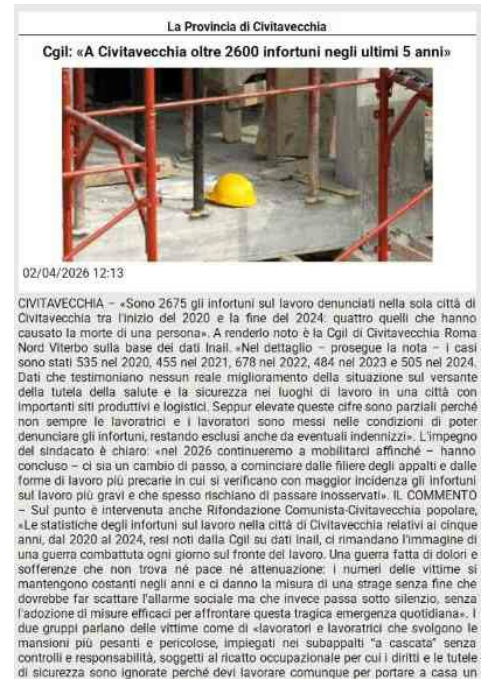 La Provincia di Civitavecchia
Cgil: «A Civitavecchia oltre 2600 infortuni negli ultimi 5 anni»
02/04/2026 12:13
CIVITAVECCHIA – «Sono 2675 gli infortuni sul lavoro denunciati nella sola città di
Civitavecchia tra l'inizio del 2020 e la fine del 2024: quattro quelli che hanno
causato la morte di una persona». A renderlo noto è la Cgil di Civitavecchia Roma
Nord Viterbo sulla base dei dati Inail. «Nel dettaglio – prosegue la nota – i casi
sono stati 535 nel 2020, 455 nel 2021, 678 nel 2022, 484 nel 2023 e 505 nel 2024.
Dati che testimoniano nessun reale miglioramento della situazione sul versante
della tutela della salute e la sicurezza nei luoghi di lavoro in una città con
importanti siti produttivi e logistici. Seppur elevate queste cifre sono parziali perché
non sempre le lavoratrici e i lavoratori sono messi nelle condizioni di poter
denunciare gli infortuni, restando esclusi anche da eventuali indennizzi». L'impegno
del sindacato è chiaro: «nel 2026 continueremo a mobilitarci affinché – hanno
concluso – ci sia un cambio di passo, a cominciare dalle filiere degli appalti e dalle
forme di lavoro più precarie in cui si verificano con maggior incidenza gli infortuni
sul lavoro più gravi e che spesso rischiano di passare inosservati». IL COMMENTO
– Sul punto è intervenuta anche Rifondazione Comunista-Civitavecchia popolare,
«Le statistiche degli infortuni sul lavoro nella città di Civitavecchia relativi ai cinque
anni, dal 2020 al 2024, resi noti dalla Cgil su dati Inail, ci rimandano l'immagine di
una guerra combattuta ogni giorno sul fronte del lavoro. Una guerra fatta di dolori e
sofferenze che non trova né pace né attenuazione: i numeri delle vittime si
mantengono costanti negli anni e ci danno la misura di una strage senza fine che
dovrebbe far scattare l'allarme sociale ma che invece passa sotto silenzio, senza
l'adozione di misure efficaci per affrontare questa tragica emergenza quotidiana». I
due gruppi parlano delle vittime come di «lavoratori e lavoratrici che svolgono le
mansioni più pesanti e pericolose, impiegati nei subappalti "a cascata" senza
controlli e responsabilità, soggetti al ricatto occupazionale per cui i diritti e le tutele
di sicurezza sono ignorate perché devi lavorare comunque per portare a casa un